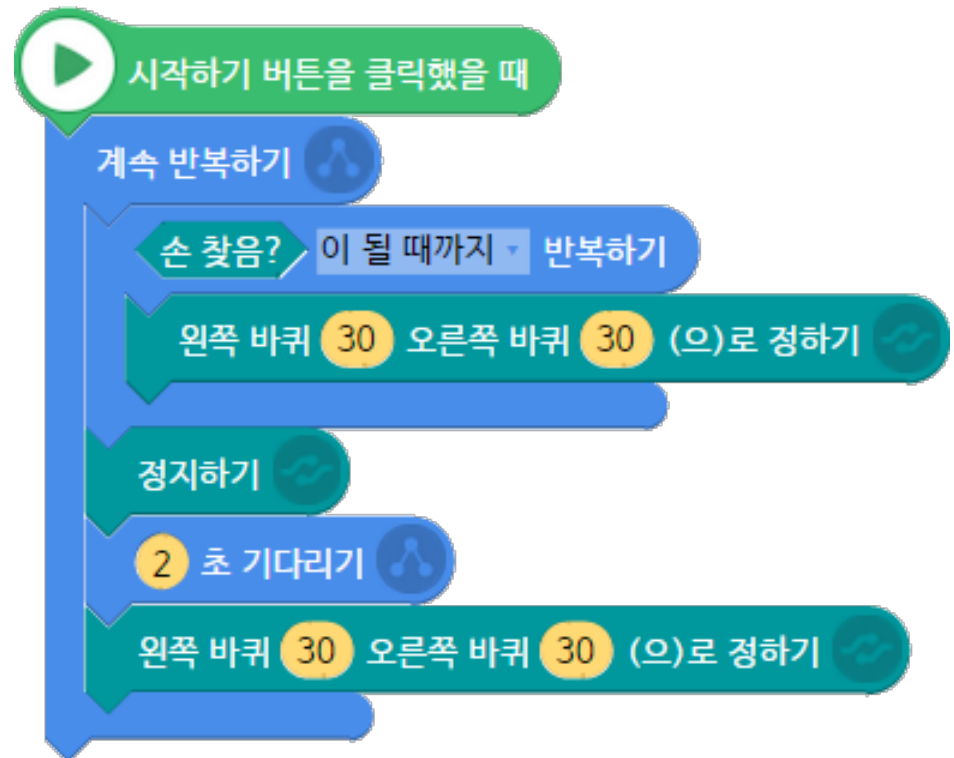 시작하기 버튼을 클릭했을 때
계속 반복하기
손 찾음? 이 될 때까지 반복하기
왼쪽 바퀴 30 오른쪽 바퀴 30 (으)로 정하기
정지하기
2 초 기다리기
왼쪽 바퀴 30 오른쪽 바퀴 30 (으)로 정하기